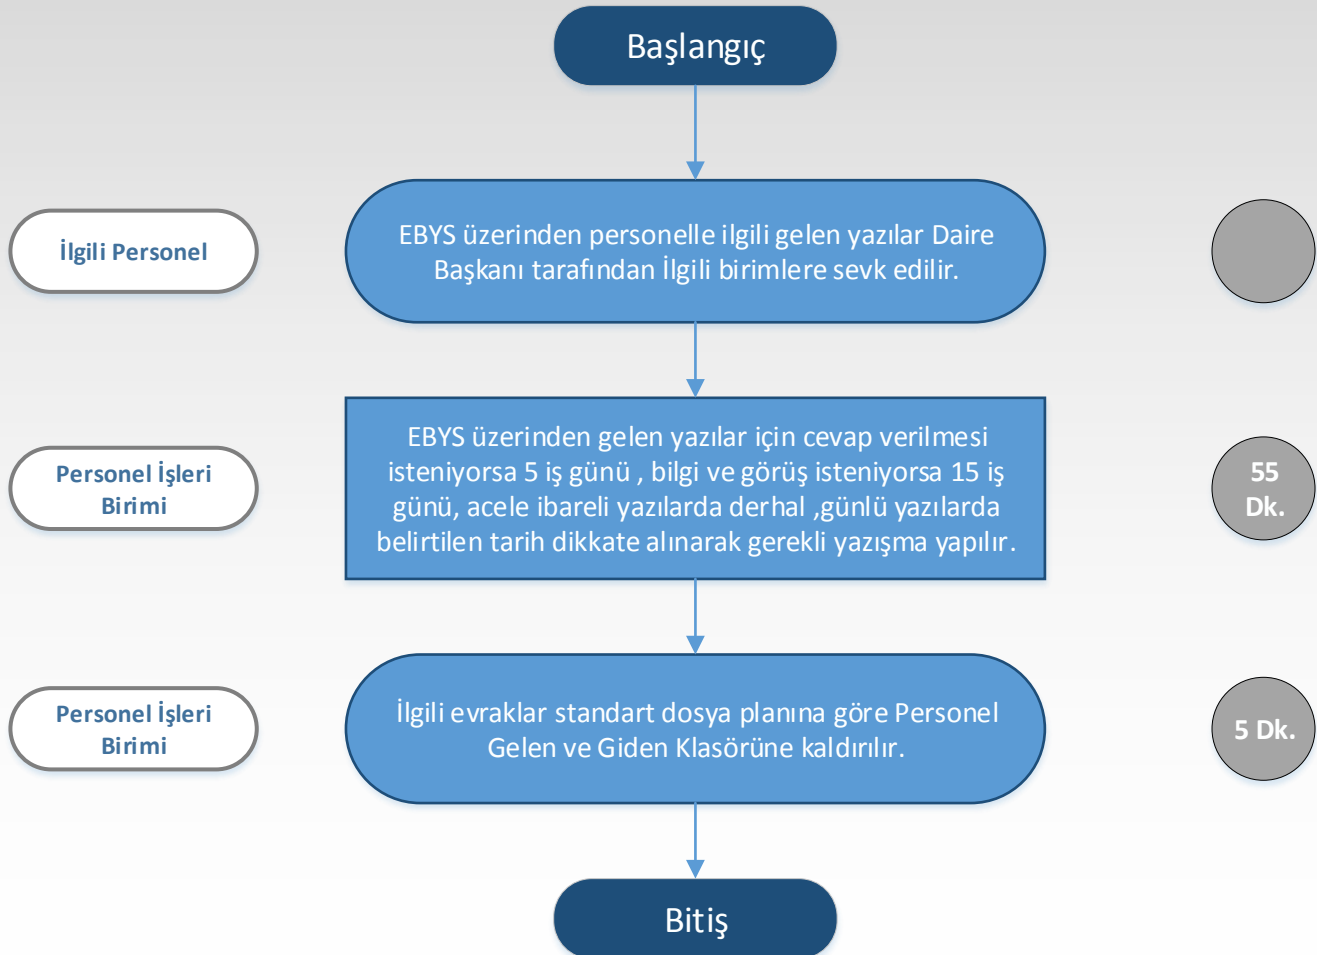 Başlangıç
İlgili Personel
EBYS üzerinden personelle ilgili gelen yazılar Daire
Başkanı tarafından İlgili birimlere sevk edilir.
Personel İşleri
Birimi
EBYS üzerinden gelen yazılar için cevap verilmesi
isteniyorsa 5 iş günü , bilgi ve görüş isteniyorsa 15 iş
günü, acele ibareli yazılarda derhal ,günlü yazılarda
belirtilen tarih dikkate alınarak gerekli yazışma yapılır.
55
Dk.
Personel İşleri
Birimi
İlgili evraklar standart dosya planına göre Personel
Gelen ve Giden Klasörüne kaldırılır.
5 Dk.
Bitiş